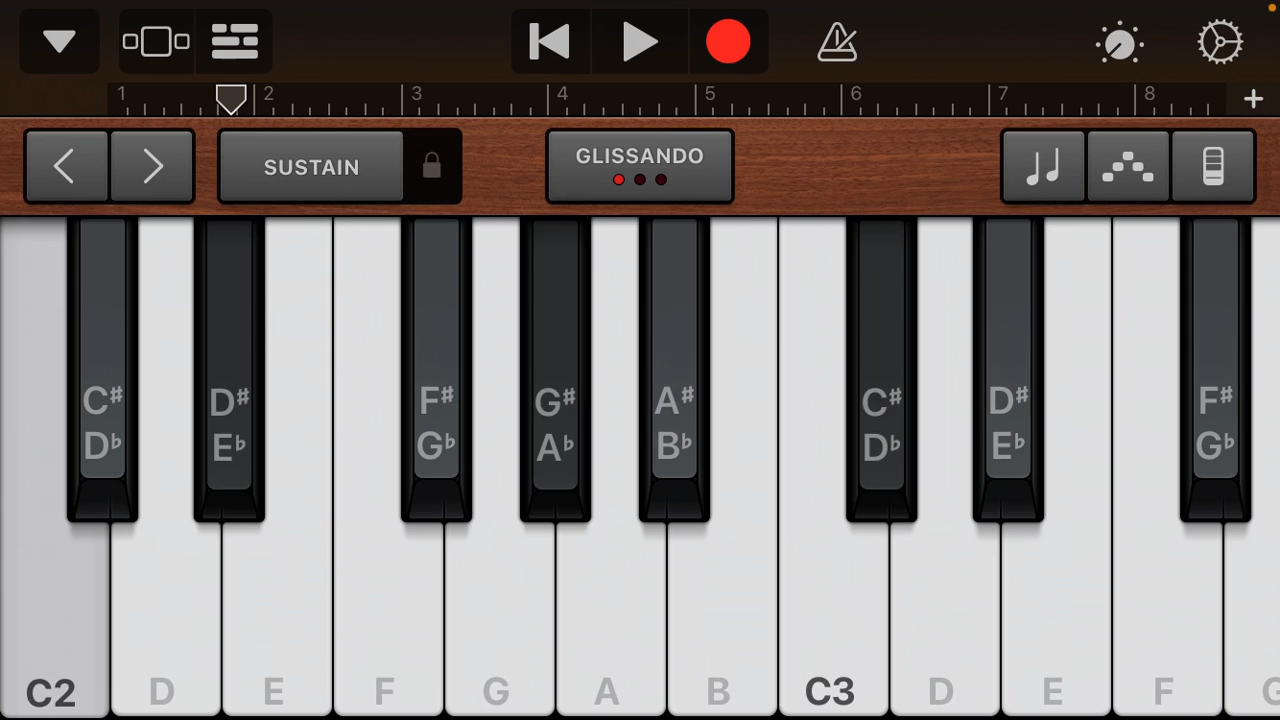 1 2 3 4 5 6 7 8
SUSTAIN GLISSANDO
C♯ D♯ F♯ G♯ A♯ C♯ D♯ F♯
D♭ E♭ G♭ A♭ B♭ D♭ E♭ G♭
C2 D E F G A B C3 D E F G